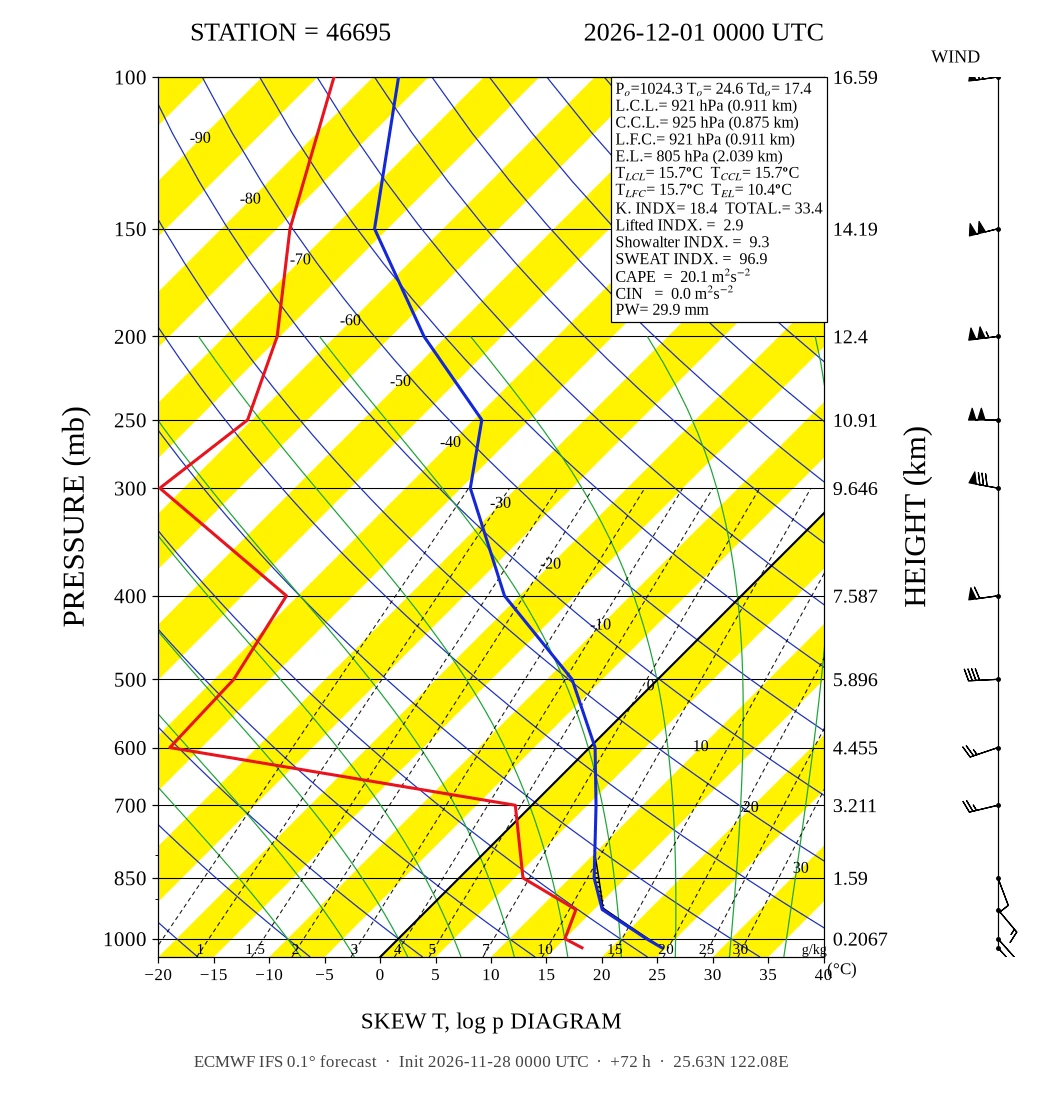 STATION = 46695
2026-12-01 0000 UTC
WIND
P_o=1024.3 T_o= 24.6 Td_o= 17.4
L.C.L.= 921 hPa (0.911 km)
C.C.L.= 925 hPa (0.875 km)
L.F.C.= 921 hPa (0.911 km)
E.L.= 805 hPa (2.039 km)
T_LCL= 15.7°C T_CCL= 15.7°C
T_LFC= 15.7°C T_EL= 10.4°C
K. INDX= 18.4 TOTAL.= 33.4
Lifted INDX. = 2.9
Showalter INDX. = 9.3
SWEAT INDX. = 96.9
CAPE = 20.1 m²s⁻²
CIN = 0.0 m²s⁻²
PW= 29.9 mm
100
150
200
250
300
400
500
600
700
850
1000
PRESSURE (mb)
16.59
14.19
12.4
10.91
9.646
7.587
5.896
4.455
3.211
1.59
0.2067
HEIGHT (km)
-90
-80
-70
-60
-50
-40
-30
-20
-10
0
10
20
30
1 1.5 2 3 4 5 7 10 15 20 25 30 g/kg
−20 −15 −10 −5 0 5 10 15 20 25 30 35 40 (°C)
SKEW T, log p DIAGRAM
ECMWF IFS 0.1° forecast · Init 2026-11-28 0000 UTC · +72 h · 25.63N 122.08E